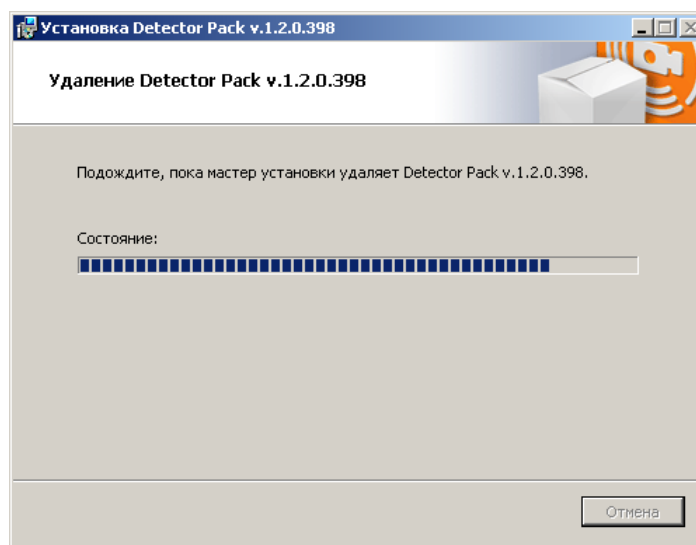 Установка Detector Pack v.1.2.0.398
Удаление Detector Pack v.1.2.0.398
Подождите, пока мастер установки удаляет Detector Pack v.1.2.0.398.
Состояние:
Отмена